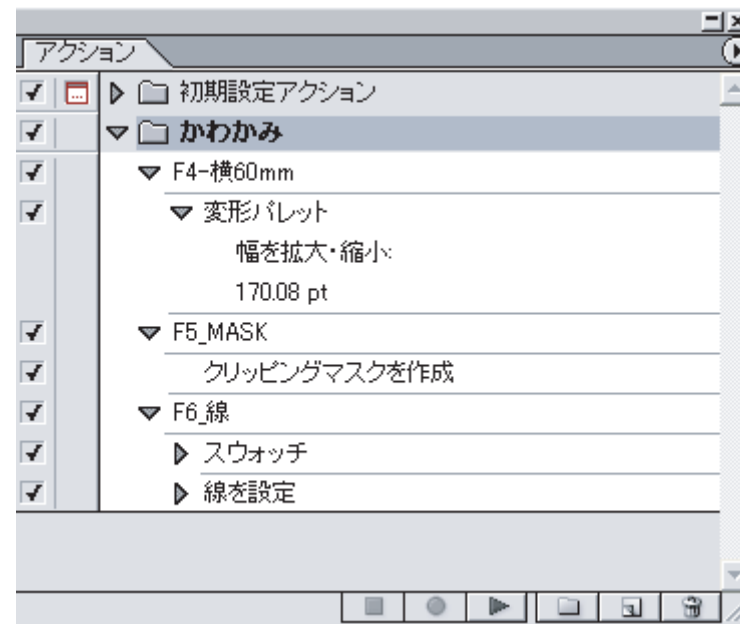 アクション
初期設定アクション
かわかみ
F4-横60mm
変形パレット
幅を拡大・縮小:
170.08 pt
F5_MASK
クリッピングマスクを作成
F6_線
スウォッチ
線を設定